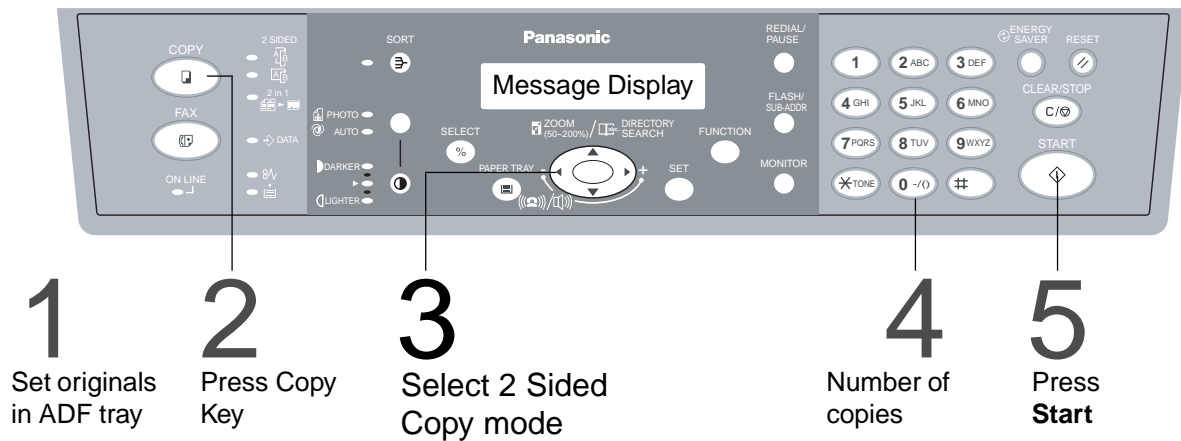 COPY
FAX
ON LINE
2 SIDED
A B
A B
2 in 1
DATA
SORT
PHOTO
AUTO
DARKER
LIGHTER
Panasonic
Message Display
SELECT
%
ZOOM
(50~200%) / DIRECTORY
SEARCH
PAPER TRAY
- +
SET
FUNCTION
REDIAL/
PAUSE
FLASH/
SUB-ADDR
MONITOR
1 2 ABC 3 DEF
4 GHI 5 JKL 6 MNO
7PQRS 8 TUV 9WXYZ
TONE 0 -/() #
ENERGY
SAVER
RESET
CLEAR/STOP
C/
START
1
Set originals
in ADF tray
2
Press Copy
Key
3
Select 2 Sided
Copy mode
4
Number of
copies
5
Press
Start